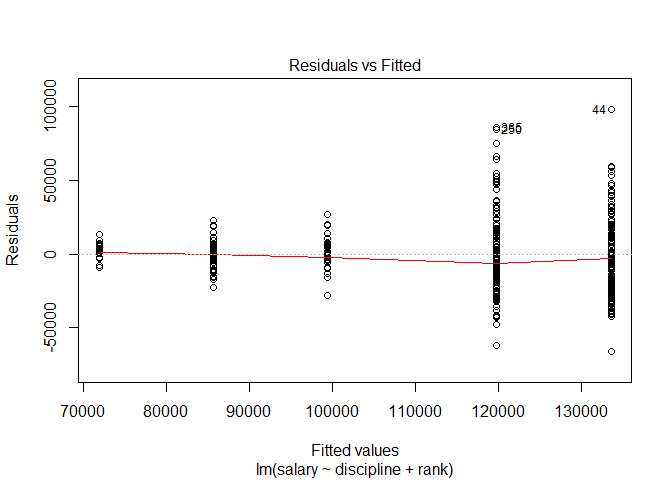 Residuals vs Fitted
Residuals
100000
50000
0
-50000
44
250
70000 80000 90000 100000 110000 120000 130000
Fitted values
lm(salary ~ discipline + rank)